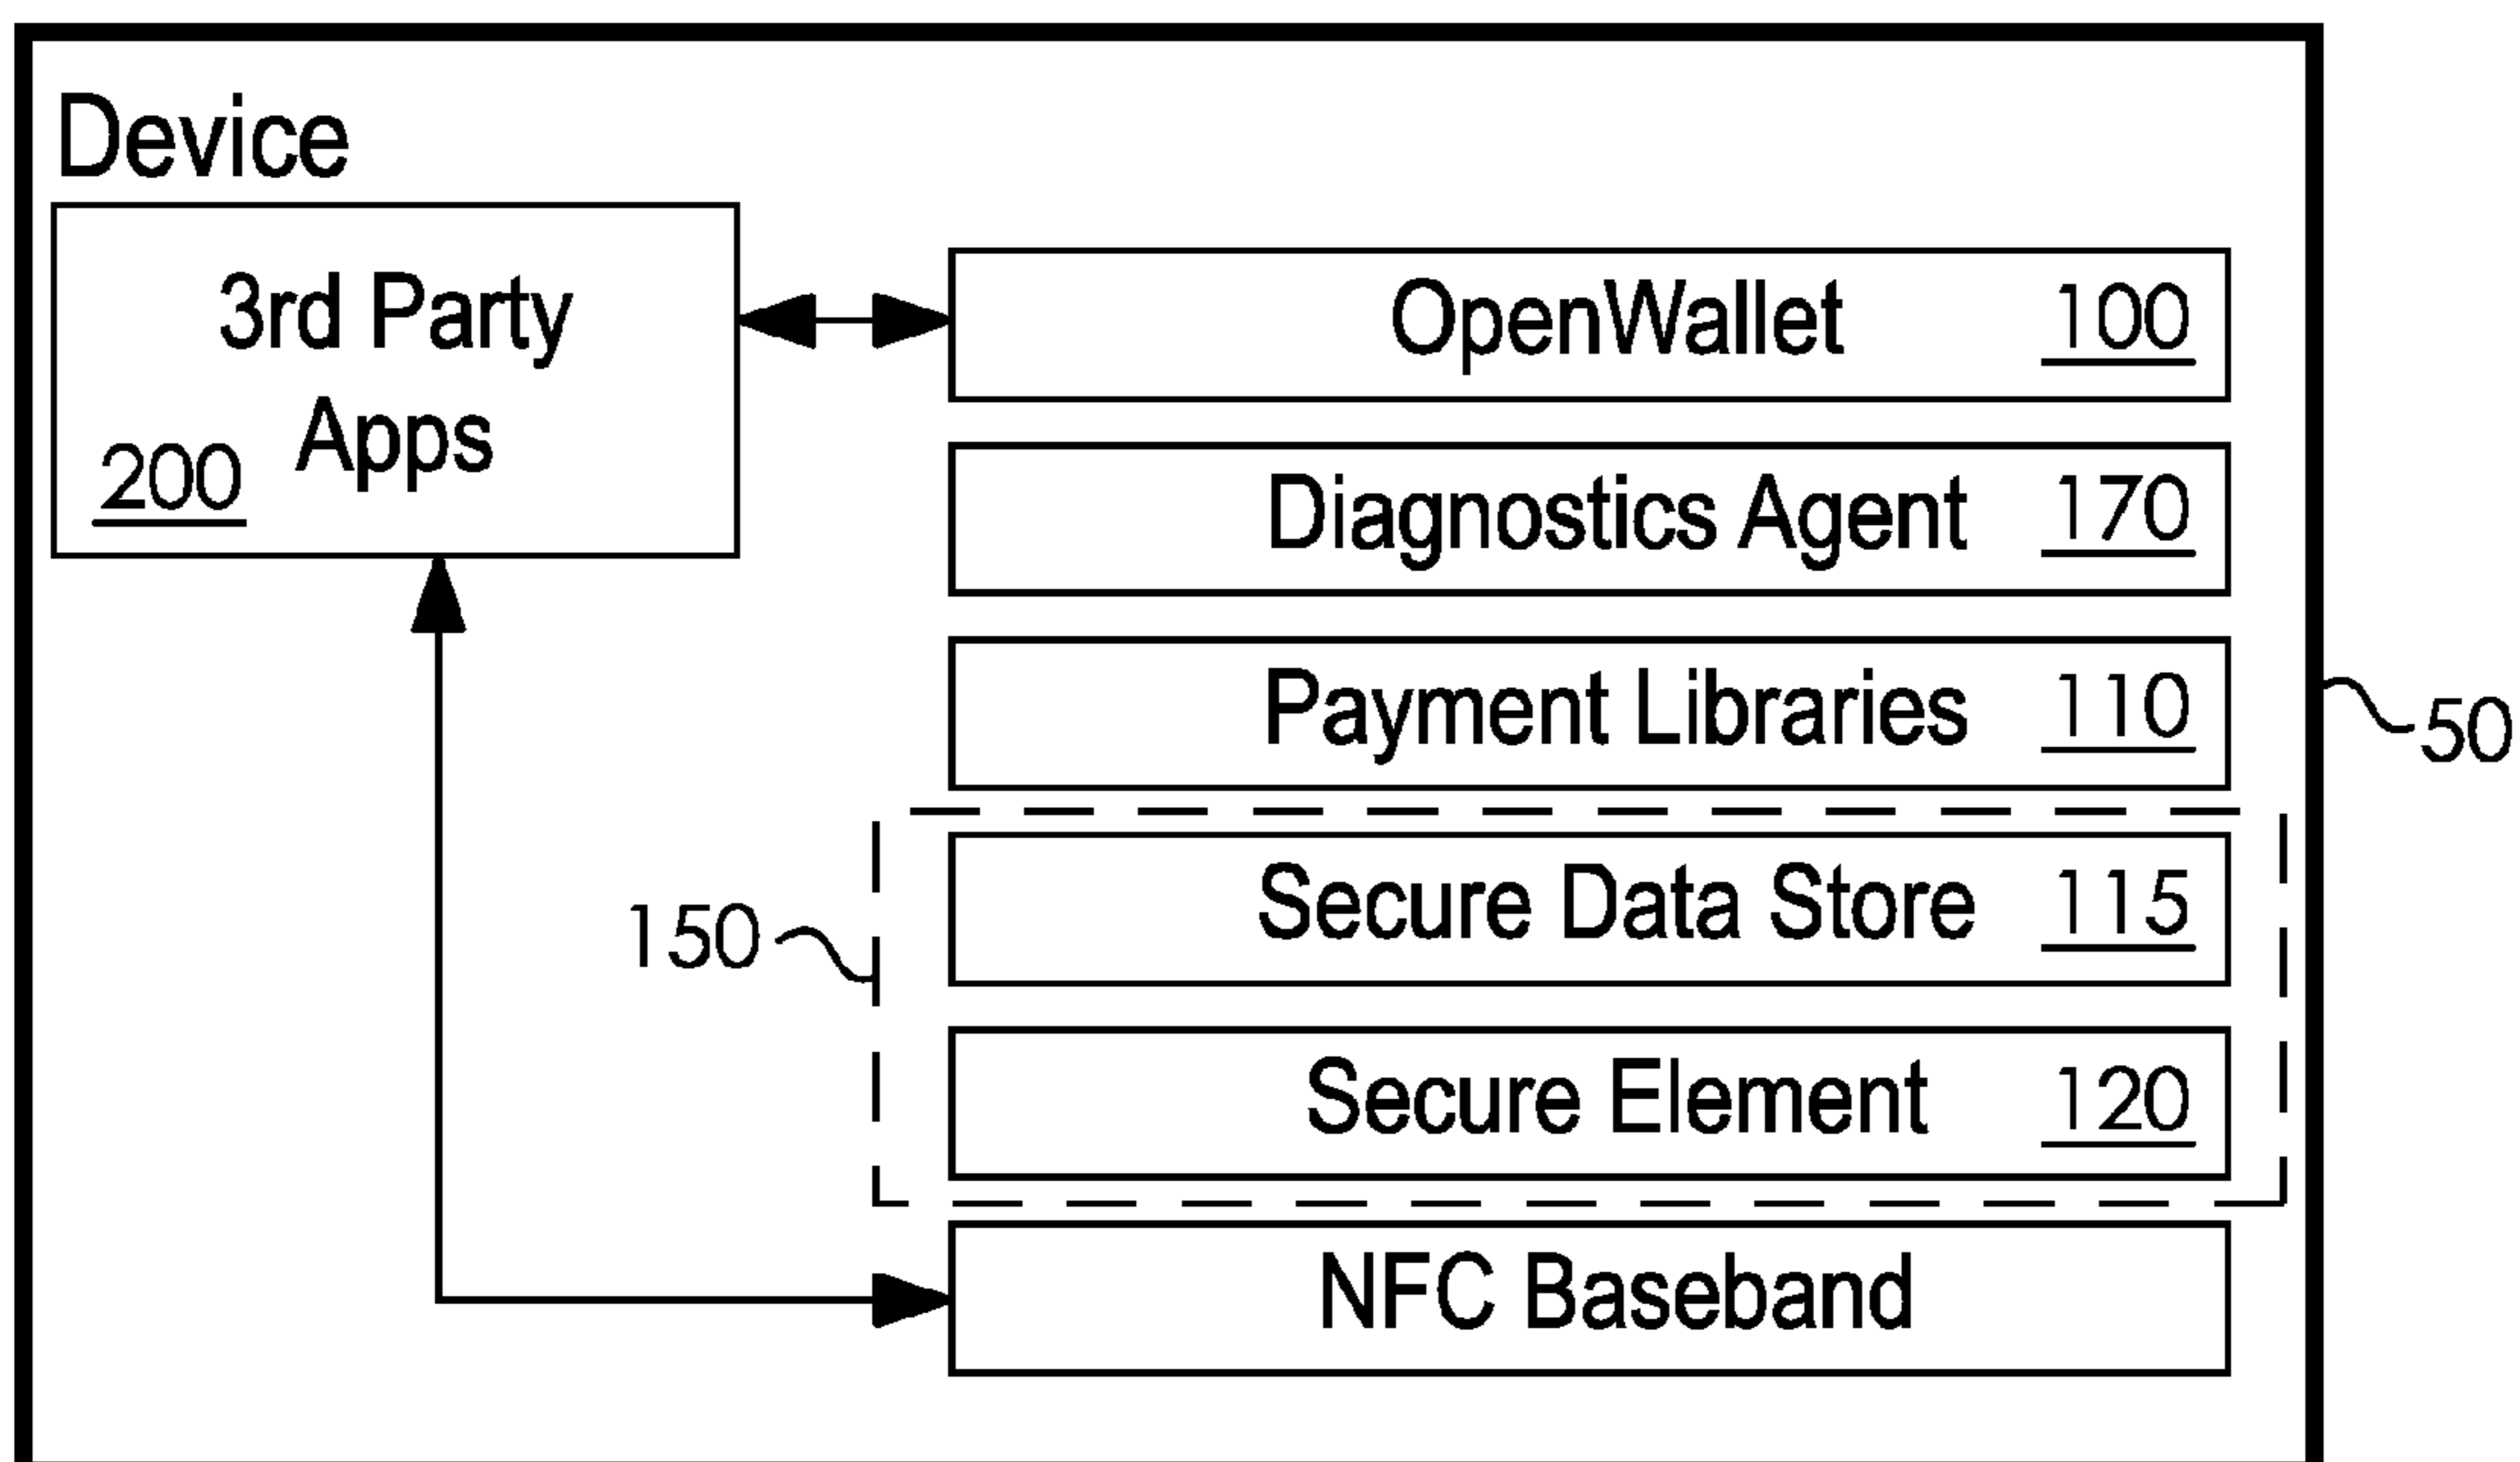 Device
3rd Party
Apps
200
OpenWallet 100
Diagnostics Agent 170
Payment Libraries 110
50
Secure Data Store 115
150
Secure Element 120
NFC Baseband